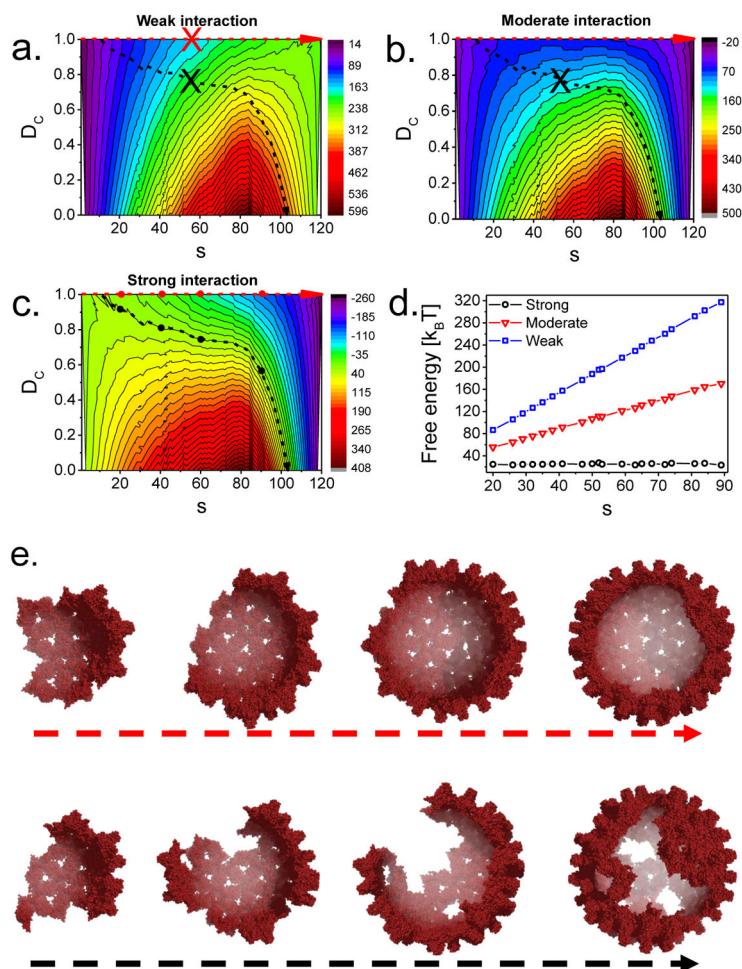 Weak interaction
a.
X
X
D_C
1.0
0.8
0.6
0.4
0.2
0.0
20 40 60 80 100 120
s
14
89
163
238
312
387
461
536
596
Moderate interaction
b.
X
D_C
1.0
0.8
0.6
0.4
0.2
0.0
20 40 60 80 100 120
s
-20
70
160
250
340
430
500
Strong interaction
c.
D_C
1.0
0.8
0.6
0.4
0.2
0.0
20 40 60 80 100 120
s
-260
-185
-110
-35
40
115
190
265
340
408
d.
Free energy [k_BT]
320
280
240
200
160
120
80
40
Strong
Moderate
Weak
20 30 40 50 60 70 80 90
s
e.